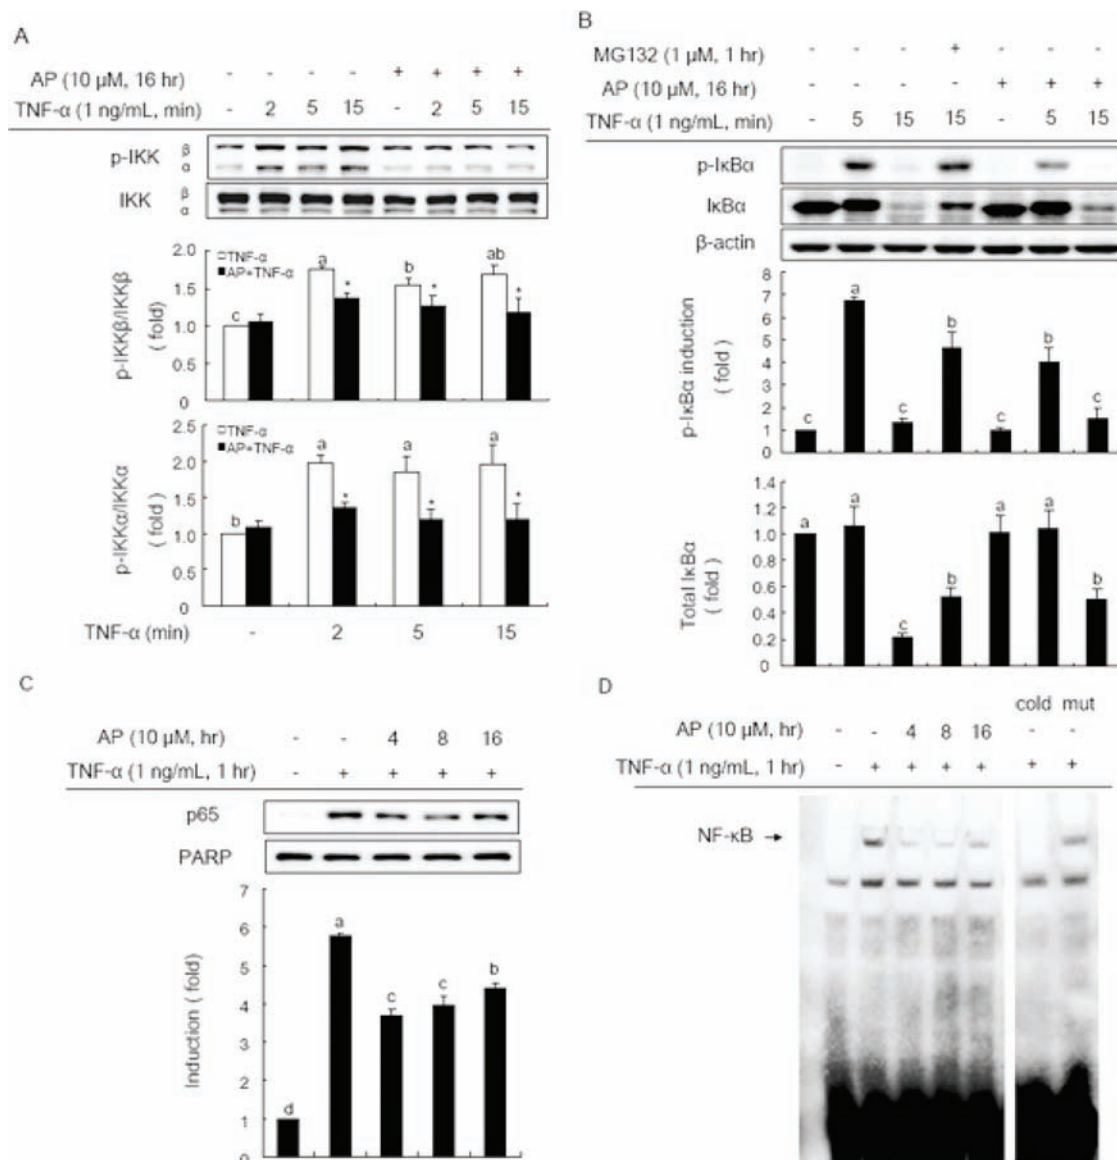 A
AP (10 μM, 16 hr) - - - - + + + +
TNF-α (1 ng/mL, min) - 2 5 15 - 2 5 15
p-IKK β
α
IKK β
α
p-IKKβ/IKKβ
( fold)
2.0
1.5
1.0
0.5
0
TNF-α
AP+TNF-α
c a * b * ab *
p-IKKα/IKKα
( fold )
2.5
2.0
1.5
1.0
0.5
0
TNF-α
AP+TNF-α
b a * a * a *
TNF-α (min) - 2 5 15
B
MG132 (1 μM, 1 hr) - - - + - - -
AP (10 μM, 16 hr) - - - - + + +
TNF-α (1 ng/mL, min) - 5 15 15 - 5 15
p-IκBα
IκBα
β-actin
p-IκBα induction
( fold )
8
7
6
5
4
3
2
1
0
c a c b c b c
Total IκBα
( fold )
1.4
1.2
1.0
0.8
0.6
0.4
0.2
0
a a c b a a b
C
AP (10 μM, hr) - - 4 8 16
TNF-α (1 ng/mL, 1 hr) - + + + +
p65
PARP
Induction ( fold)
7
6
5
4
3
2
1
0
d a c c b
D
cold mut
AP (10 μM, hr) - - 4 8 16 - -
TNF-α (1 ng/mL, 1 hr) - + + + + + +
NF-κB →